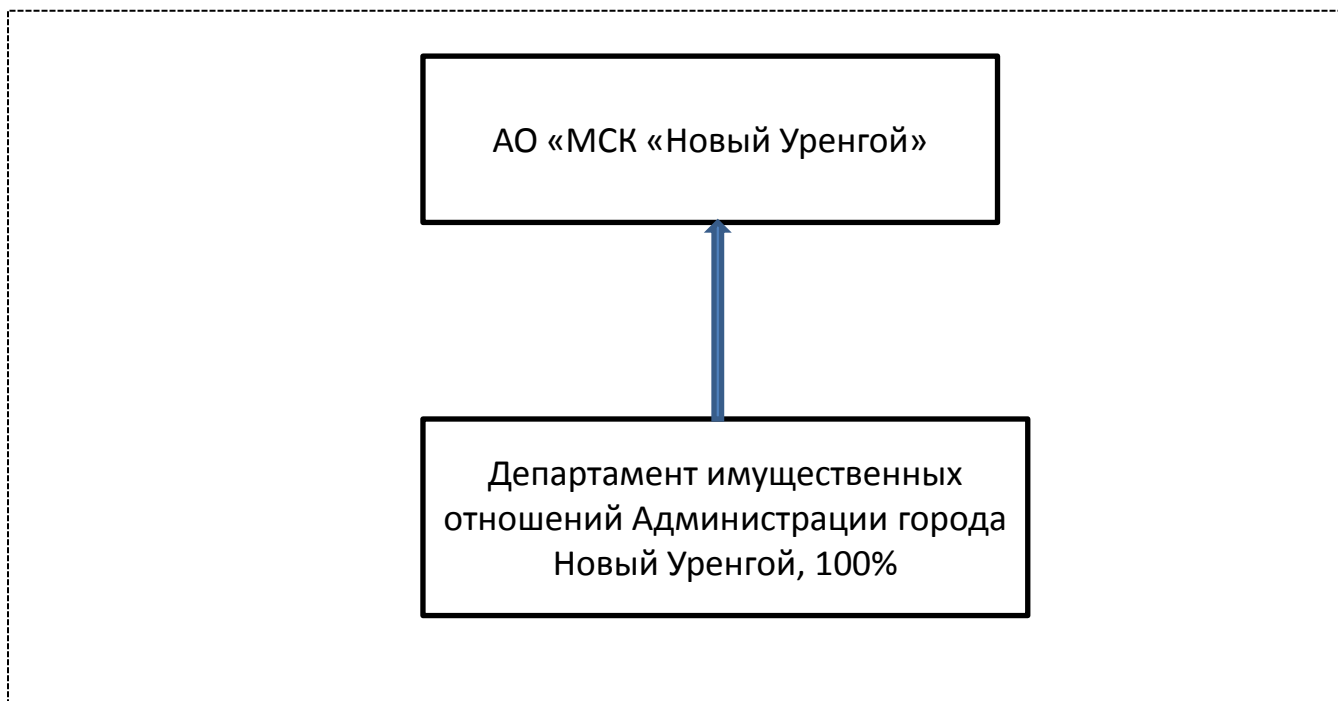 АО «МСК «Новый Уренгой»
Департамент имущественных
отношений Администрации города
Новый Уренгой, 100%